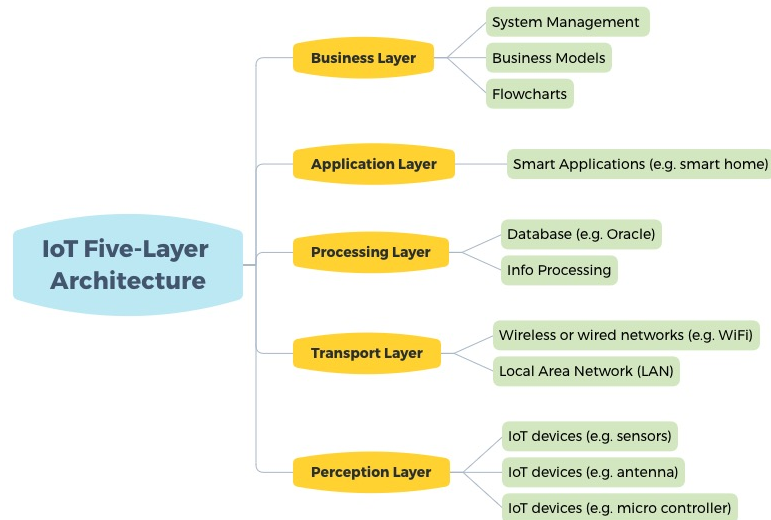 IoT Five-Layer
Architecture
Business Layer
System Management
Business Models
Flowcharts
Application Layer
Smart Applications (e.g. smart home)
Processing Layer
Database (e.g. Oracle)
Info Processing
Transport Layer
Wireless or wired networks (e.g. WiFi)
Local Area Network (LAN)
Perception Layer
IoT devices (e.g. sensors)
IoT devices (e.g. antenna)
IoT devices (e.g. micro controller)